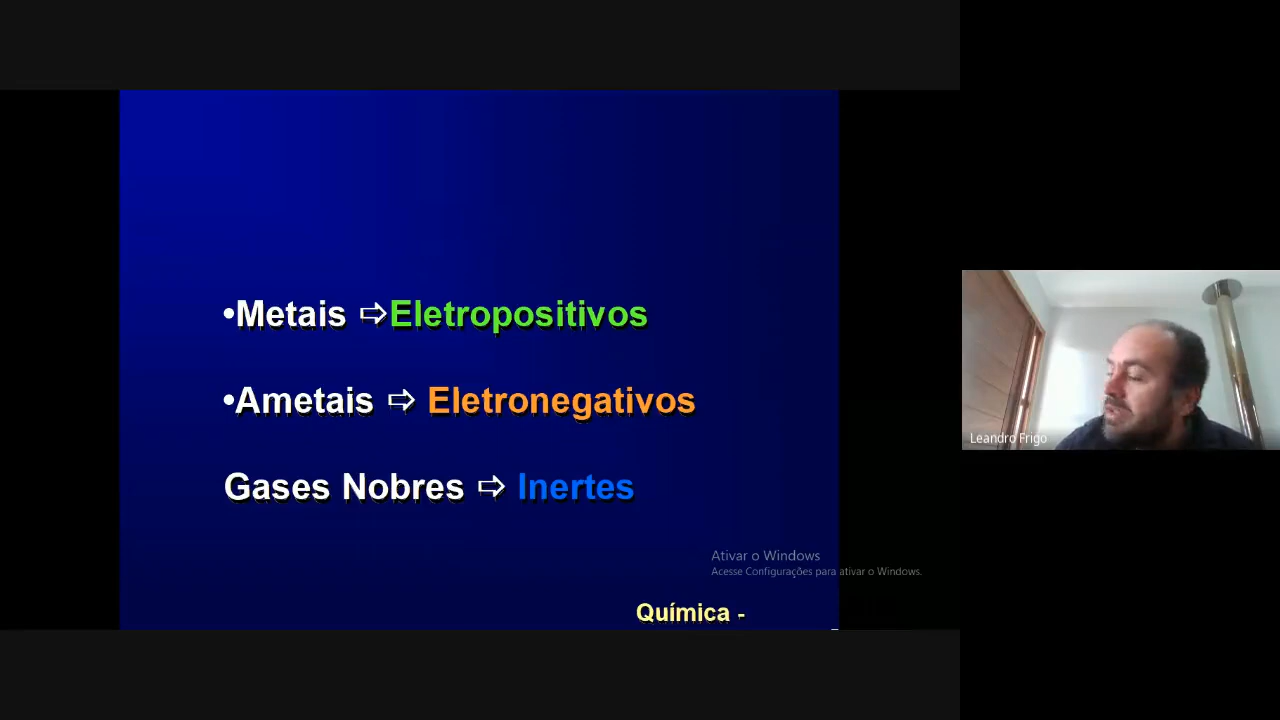 •Metais ⇨Eletropositivos
•Ametais ⇨ Eletronegativos
Gases Nobres ⇨ Inertes
Ativar o Windows
Acesse Configurações para ativar o Windows.
Química -
Leandro Frigo